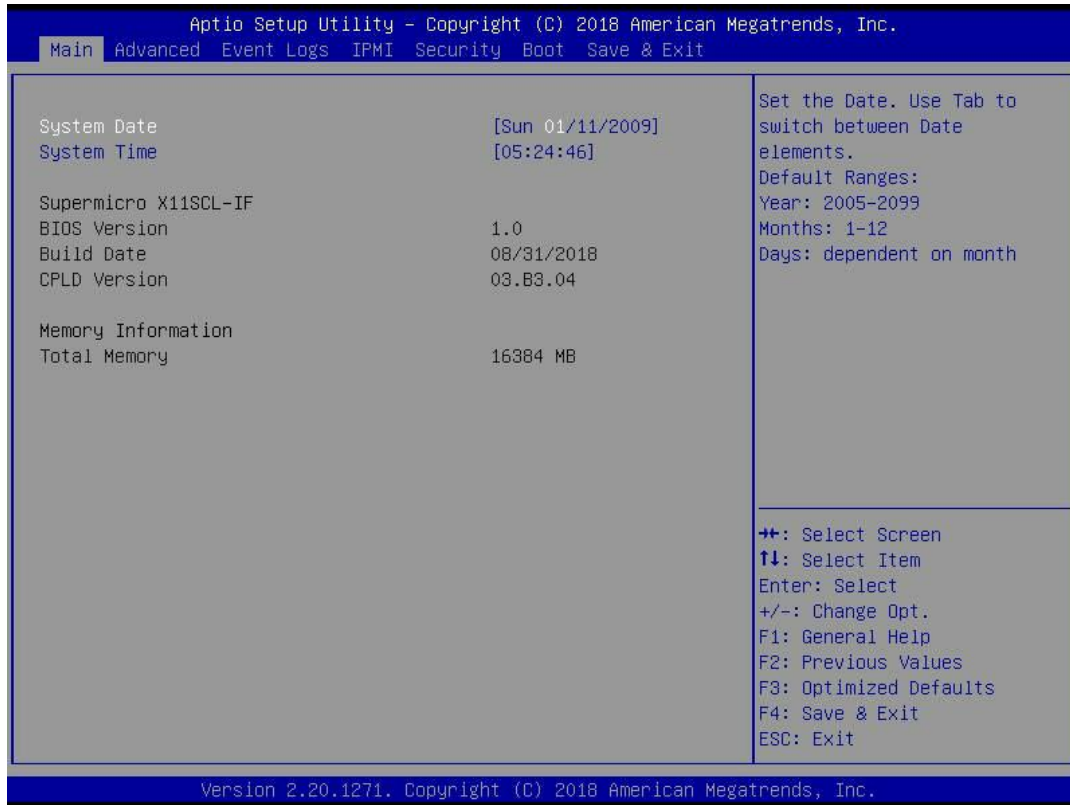 Aptio Setup Utility – Copyright (C) 2018 American Megatrends, Inc.
Main Advanced Event Logs IPMI Security Boot Save & Exit
System Date [Sun 01/11/2009]
System Time [05:24:46]
Supermicro X11SCL-IF
BIOS Version 1.0
Build Date 08/31/2018
CPLD Version 03.B3.04
Memory Information
Total Memory 16384 MB
Set the Date. Use Tab to
switch between Date
elements.
Default Ranges:
Year: 2005-2099
Months: 1-12
Days: dependent on month
→←: Select Screen
↑↓: Select Item
Enter: Select
+/-: Change Opt.
F1: General Help
F2: Previous Values
F3: Optimized Defaults
F4: Save & Exit
ESC: Exit
Version 2.20.1271. Copyright (C) 2018 American Megatrends, Inc.